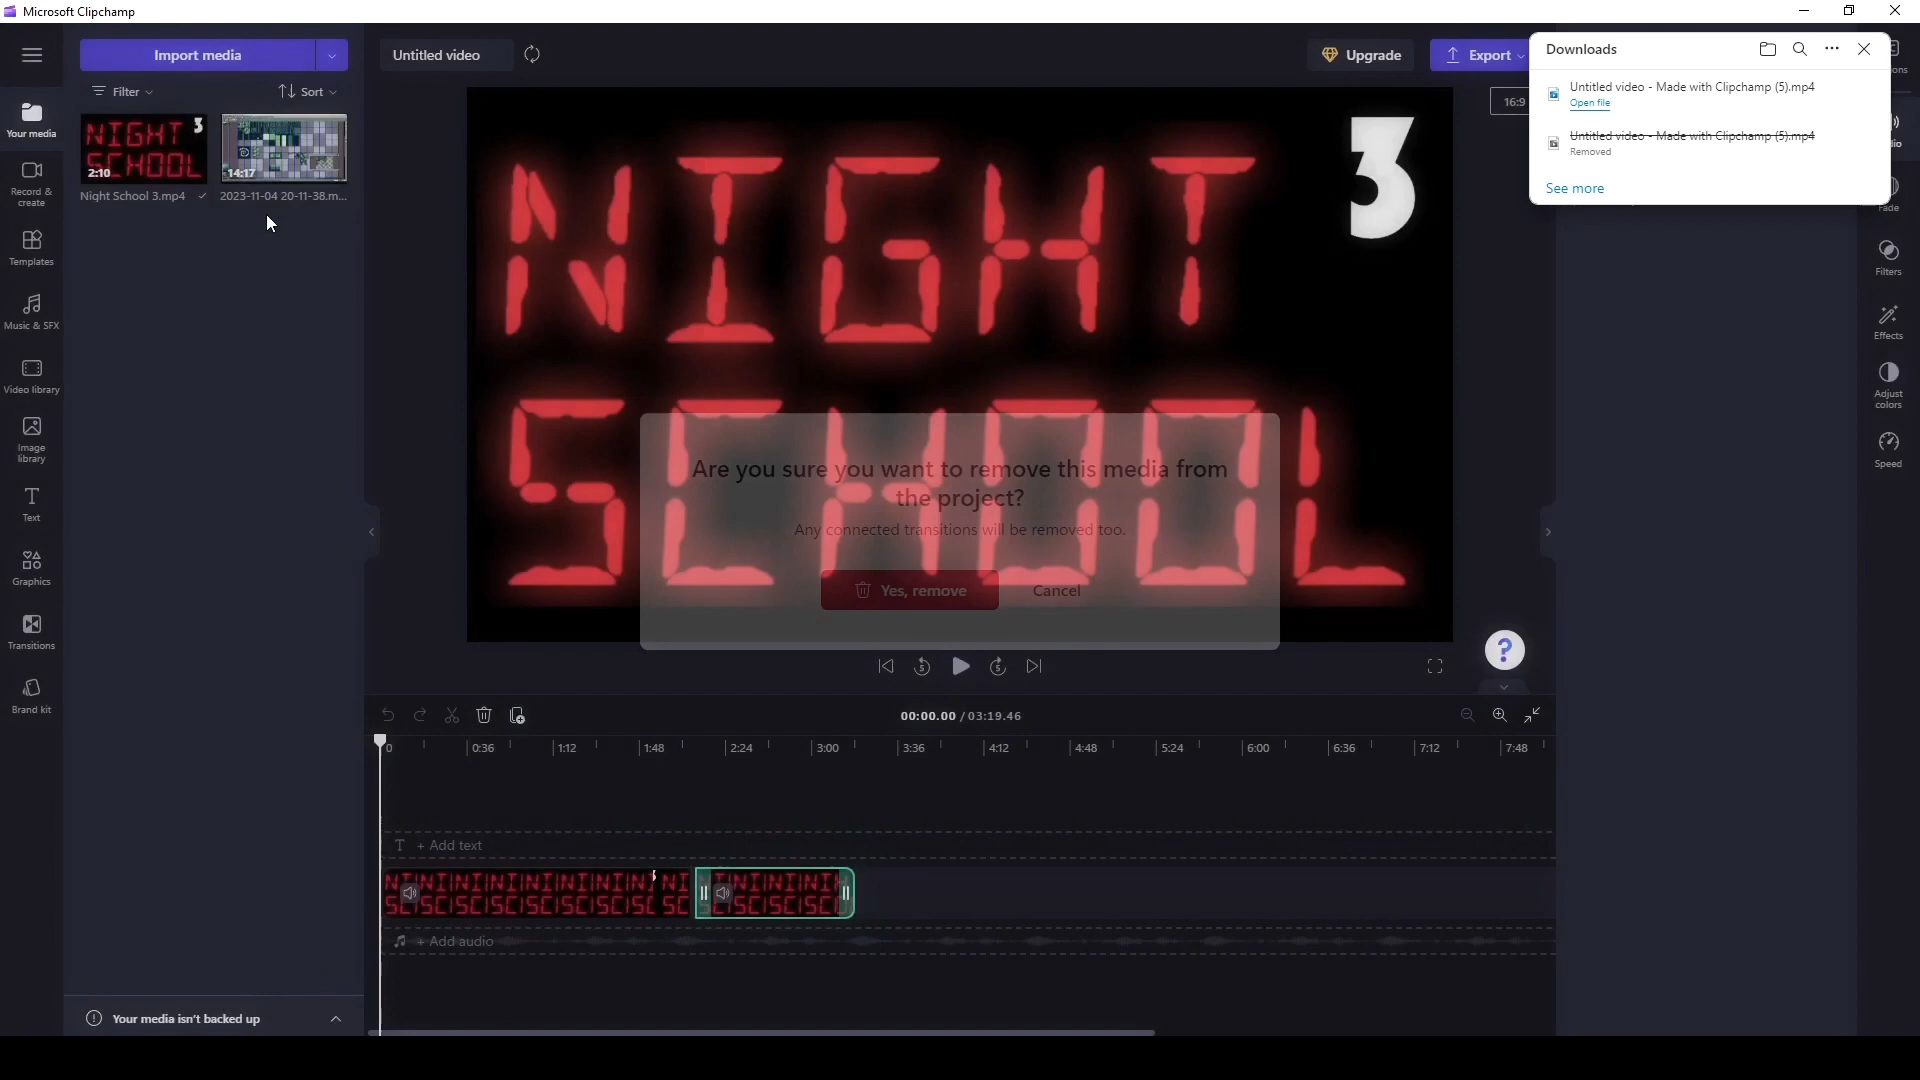 Microsoft Clipchamp
Import media
Untitled video
Upgrade
Export
Downloads
Untitled video - Made with Clipchamp (5).mp4
Open file
Untitled video - Made with Clipchamp (5).mp4
Removed
See more
16:9
Filter
Sort
Your media
Record & create
Templates
Music & SFX
Video library
Image library
Text
Graphics
Transitions
Brand kit
NIGHT 3
SCHOOL
2:10
Night School 3.mp4
14:17
2023-11-04 20-11-38.m...
NIGHT
3
SCHOOL
Are you sure you want to remove this media from
the project?
Any connected transitions will be removed too.
Yes, remove
Cancel
Fade
Filters
Effects
Adjust colors
Speed
5
5
?
00:00.00 / 03:19.46
0
0:36
1:12
1:48
2:24
3:00
3:36
4:12
4:48
5:24
6:00
6:36
7:12
7:48
T + Add text
+ Add audio
Your media isn't backed up